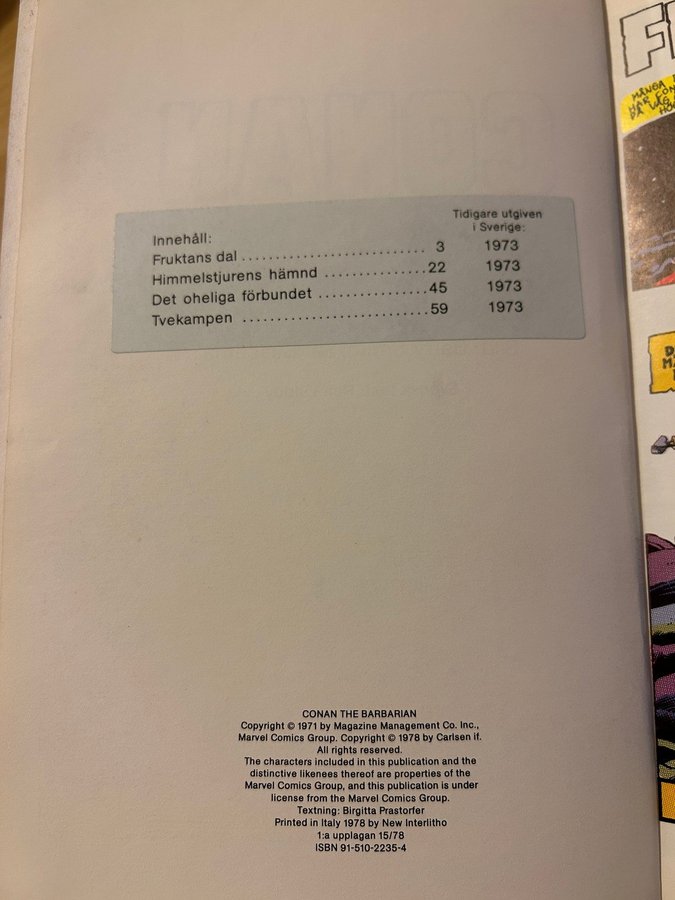 Tidigare utgiven
i Sverige:
Innehåll:
Fruktans dal ........................... 3 1973
Himmelstjurens hämnd ...............22 1973
Det oheliga förbundet ................45 1973
Tvekampen ...........................59 1973
CONAN THE BARBARIAN
Copyright © 1971 by Magazine Management Co. Inc.,
Marvel Comics Group. Copyright © 1978 by Carlsen if.
All rights reserved.
The characters included in this publication and the
distinctive likenees thereof are properties of the
Marvel Comics Group, and this publication is under
license from the Marvel Comics Group.
Textning: Birgitta Prastorfer
Printed in Italy 1978 by New Interlitho
1:a upplagan 15/78
ISBN 91-510-2235-4
MÅNGA
HAR
DÅ VÅG